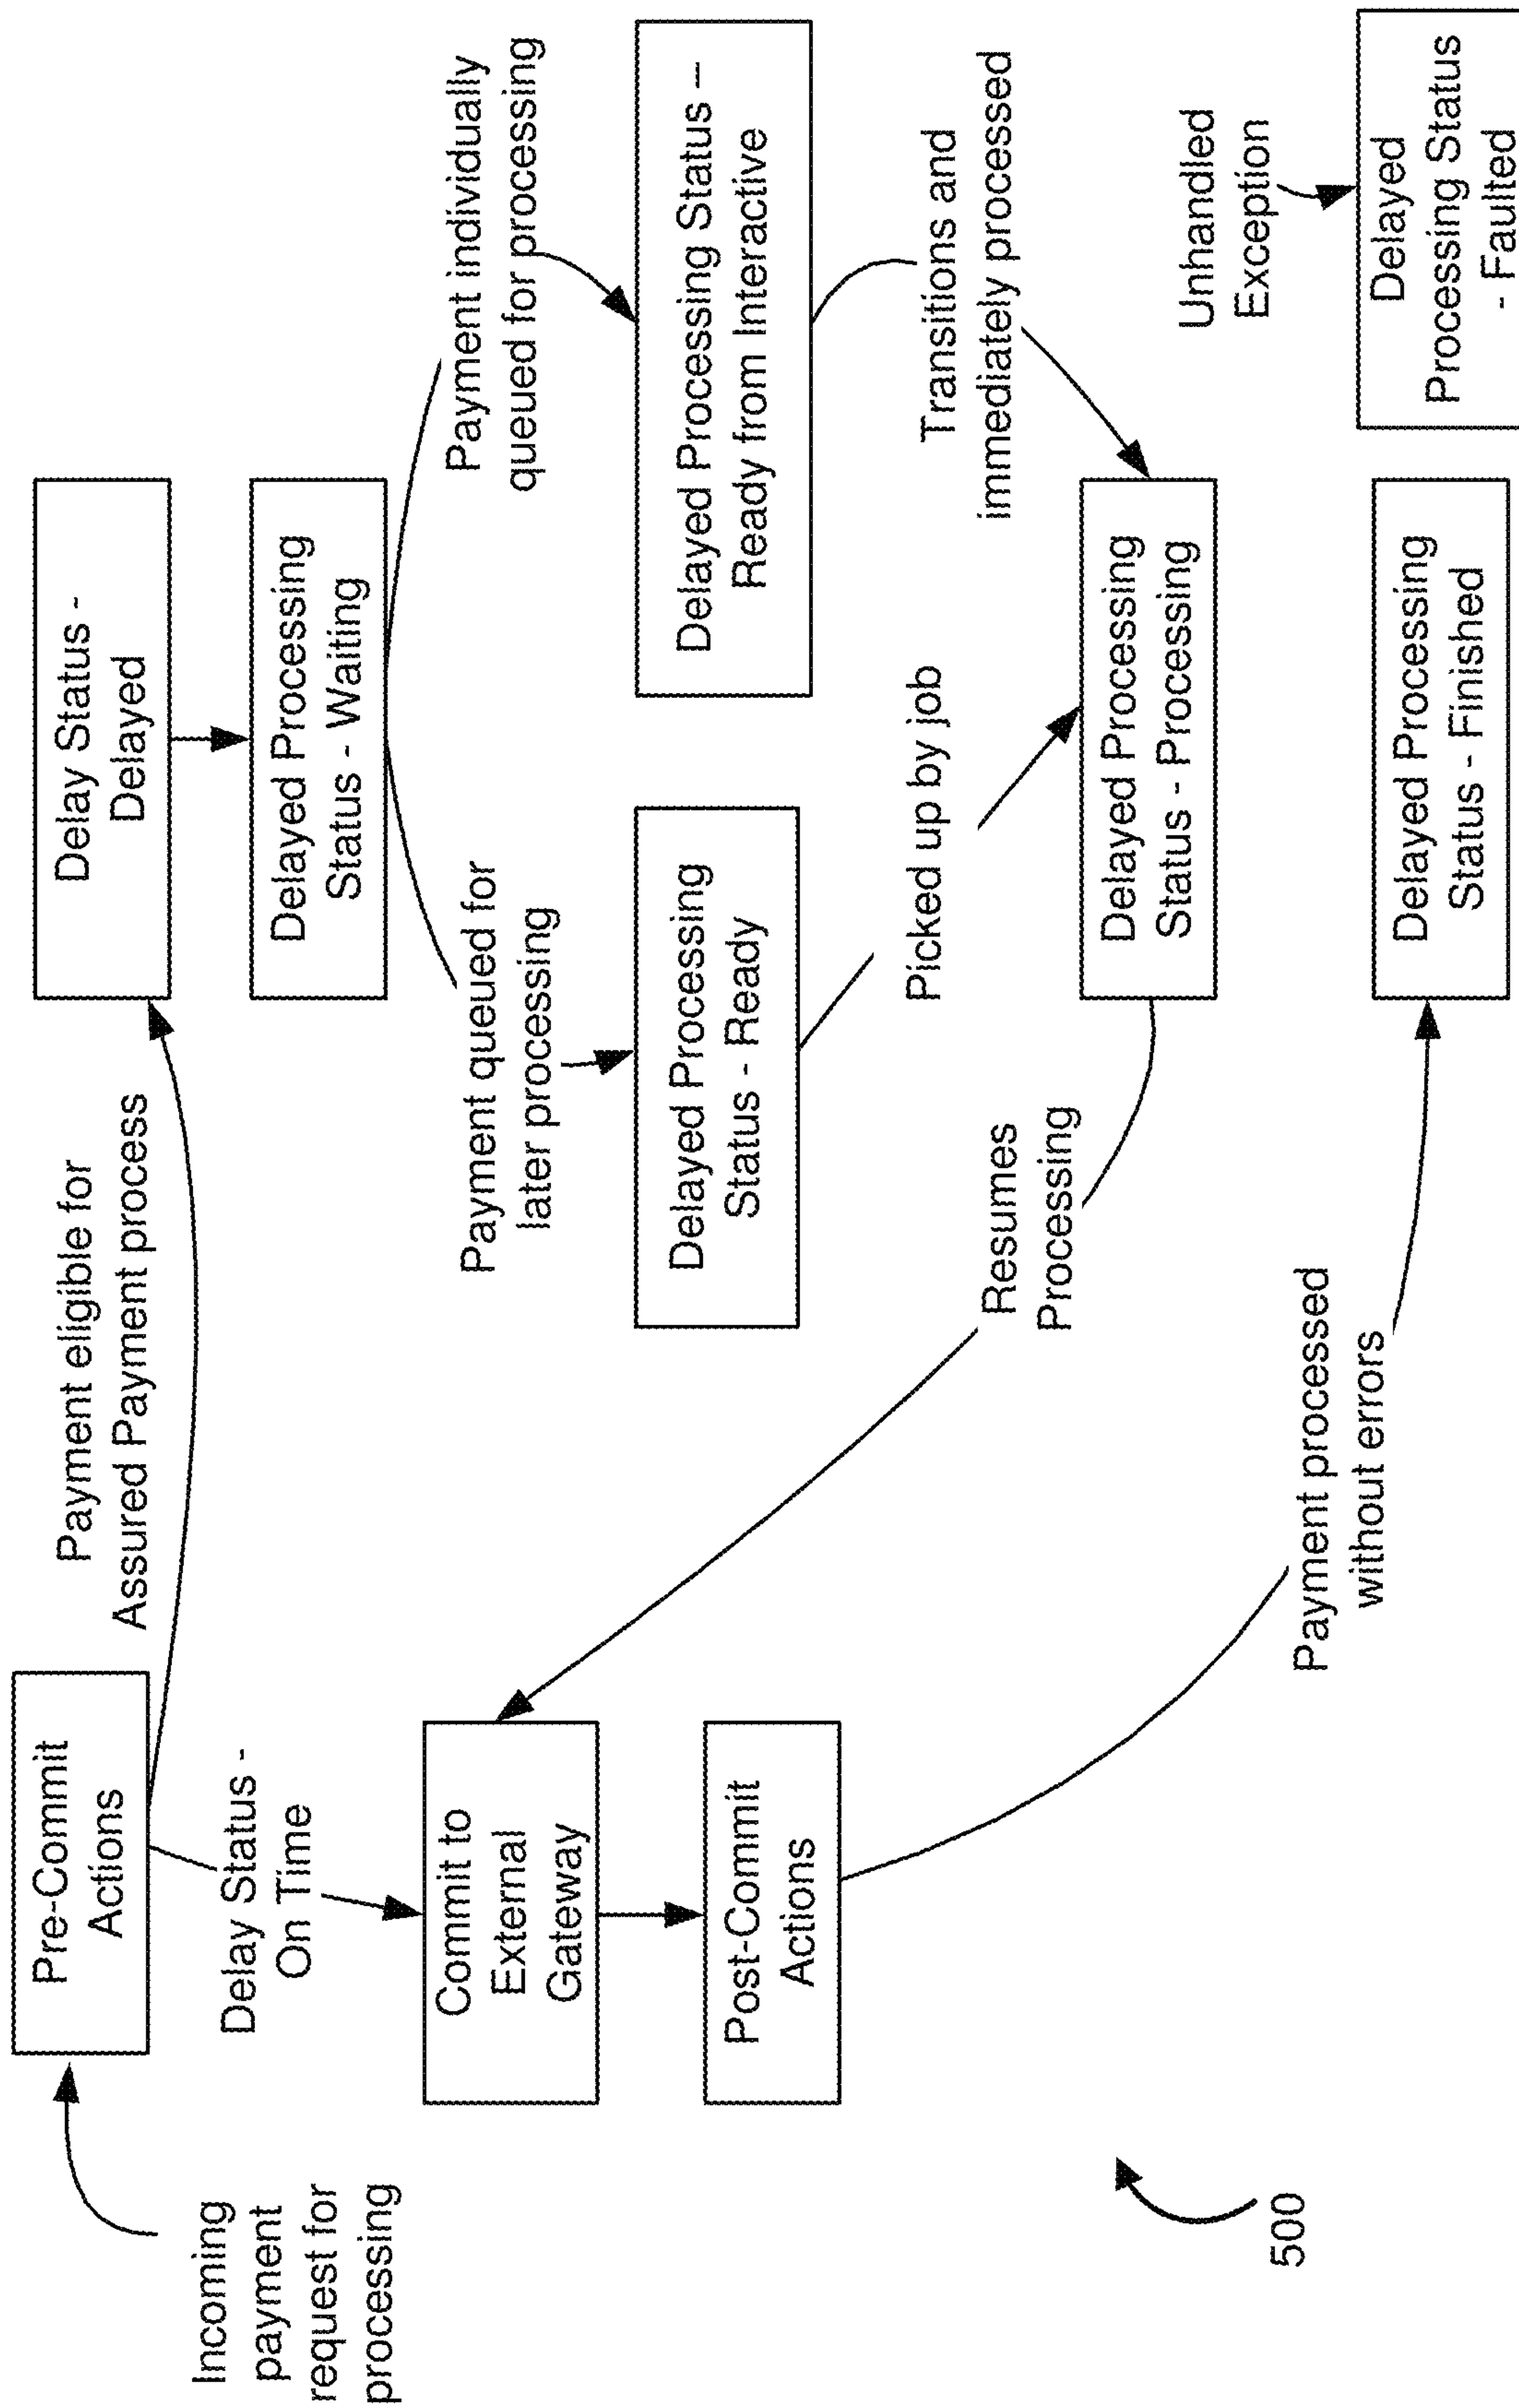 Incoming
payment
request for
processing
Pre-Commit
Actions
Payment eligible for
Assured Payment process
Delay Status -
Delayed
Delay Status -
On Time
Delayed Processing
Status - Waiting
Commit to
External
Gateway
Payment queued for
later processing
Payment individually
queued for processing
Delayed Processing
Status - Ready
Delayed Processing Status –
Ready from Interactive
Post-Commit
Actions
Picked up by job
Transitions and
immediately processed
Resumes
Processing
Delayed Processing
Status - Processing
Unhandled
Exception
Payment processed
without errors
Delayed Processing
Status - Finished
Delayed
Processing Status
- Faulted
500